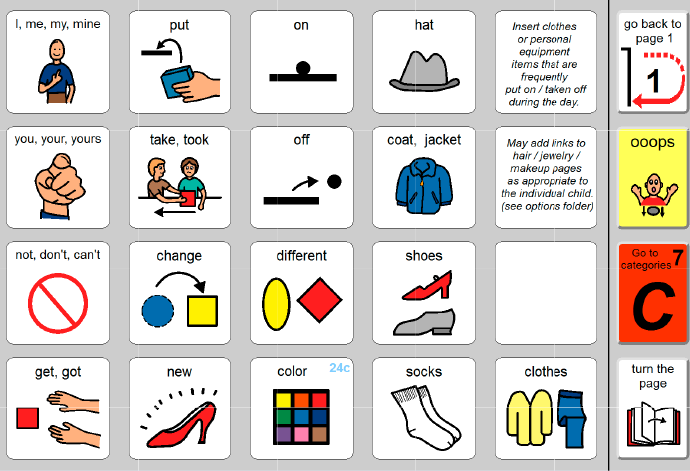 I, me, my, mine
put
on
hat
Insert clothes
or personal
equipment
items that are
frequently
put on / taken off
during the day.
go back to
page 1
1
you, your, yours
take, took
off
coat, jacket
May add links to
hair / jewelry /
makeup pages
as appropriate to
the individual child.
(see options folder)
ooops
not, don't, can't
change
different
shoes
Go to
categories 7
C
get, got
new
color 24c
socks
clothes
turn the
page